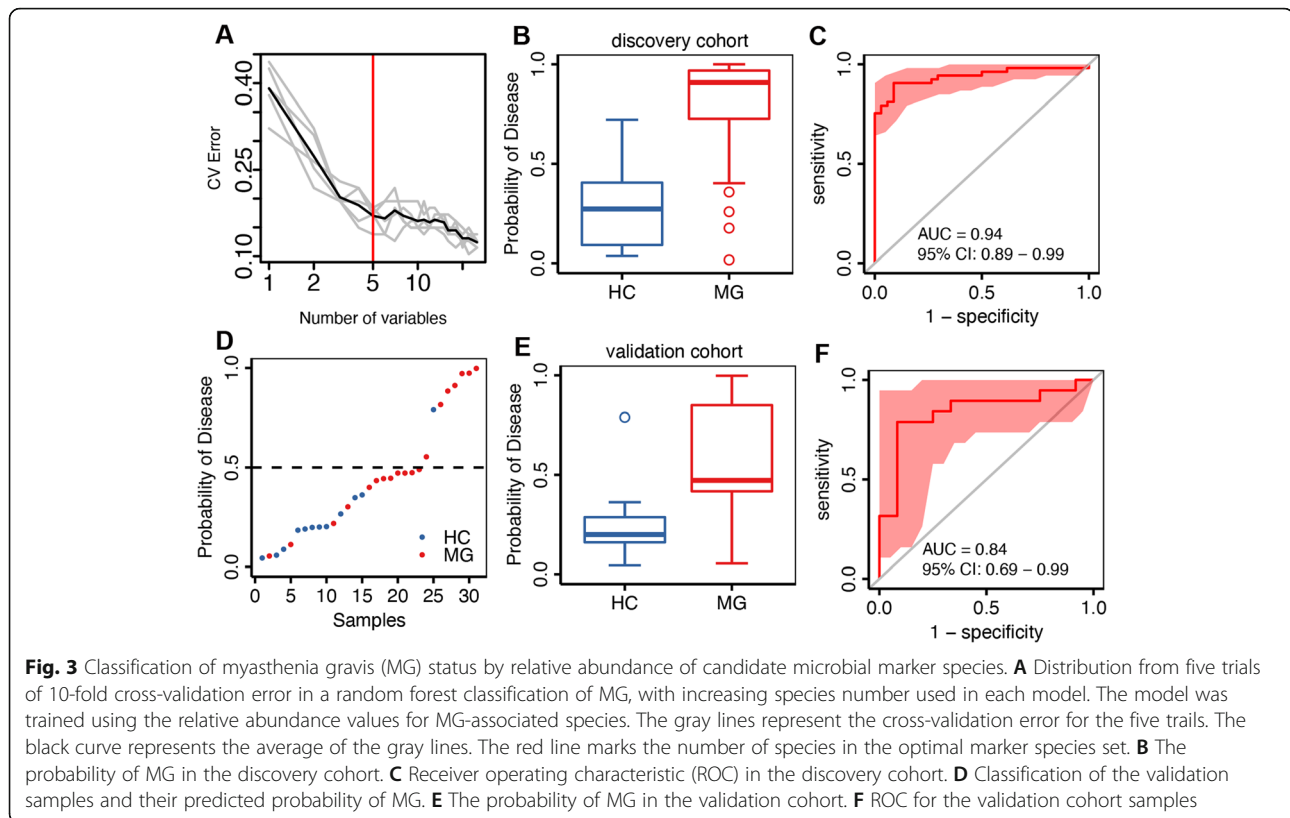 A
CV Error
0.40
0.25
0.10
1
2
5
10
Number of variables
B
discovery cohort
Probability of Disease
1.0
0.5
0.0
HC
MG
C
sensitivity
1.0
0.5
0.0
AUC = 0.94
95% CI: 0.89 – 0.99
0.0
0.5
1.0
1 – specificity
D
Probability of Disease
1.0
0.5
0.0
HC
MG
0
5
10
15
20
25
30
Samples
E
validation cohort
Probability of Disease
1.0
0.5
0.0
HC
MG
F
sensitivity
1.0
0.5
0.0
AUC = 0.84
95% CI: 0.69 – 0.99
0.0
0.5
1.0
1 – specificity
Fig. 3 Classification of myasthenia gravis (MG) status by relative abundance of candidate microbial marker species. A Distribution from five trials
of 10-fold cross-validation error in a random forest classification of MG, with increasing species number used in each model. The model was
trained using the relative abundance values for MG-associated species. The gray lines represent the cross-validation error for the five trails. The
black curve represents the average of the gray lines. The red line marks the number of species in the optimal marker species set. B The
probability of MG in the discovery cohort. C Receiver operating characteristic (ROC) in the discovery cohort. D Classification of the validation
samples and their predicted probability of MG. E The probability of MG in the validation cohort. F ROC for the validation cohort samples